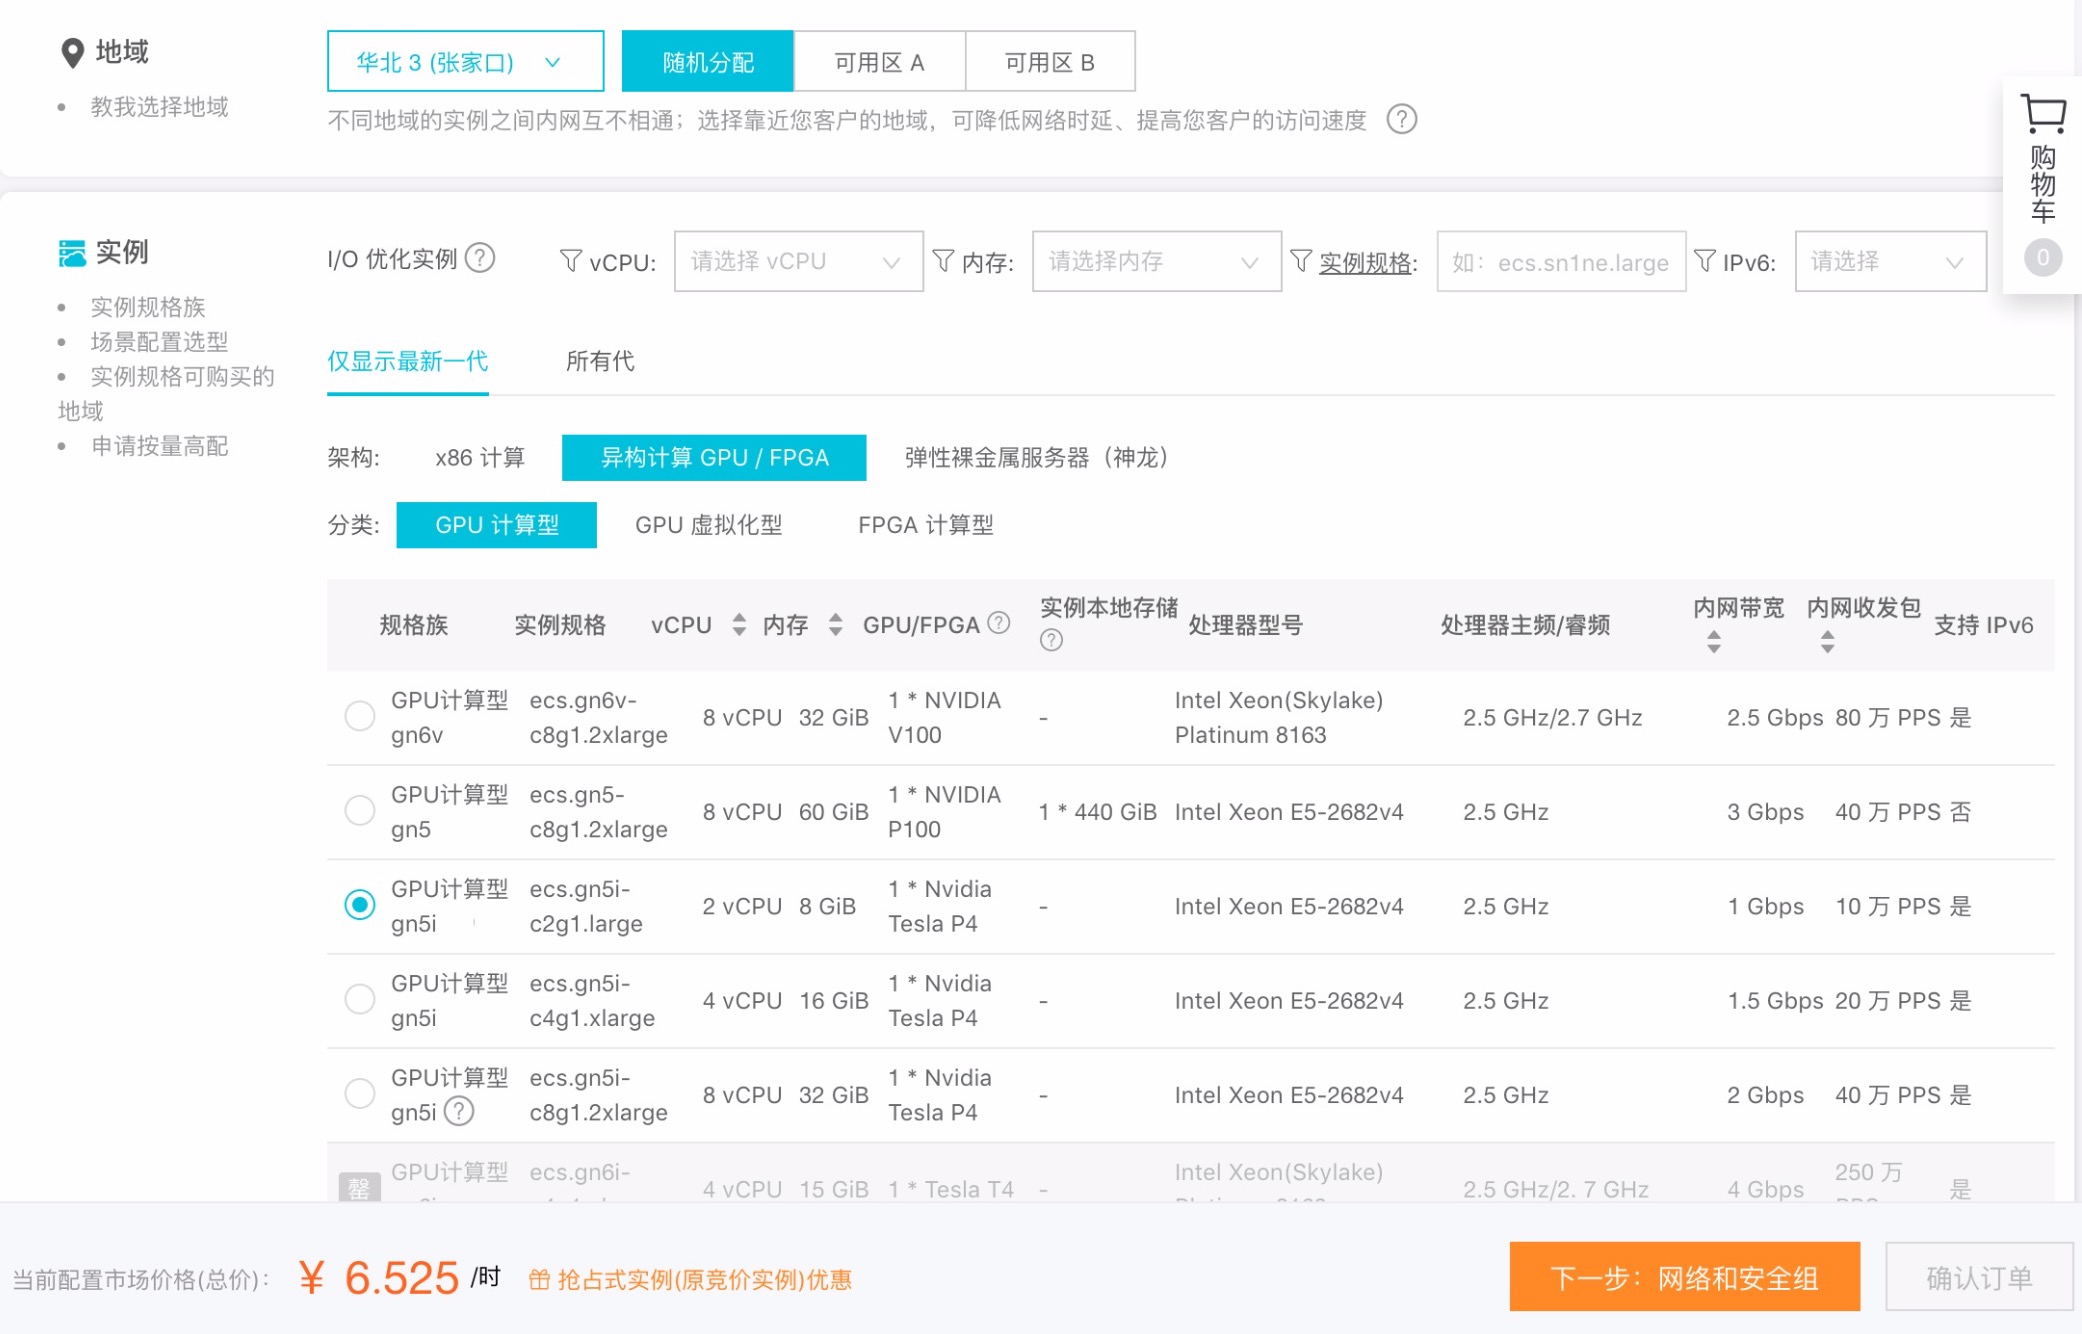 地域
教我选择地域
华北 3 (张家口)
随机分配
可用区 A
可用区 B
不同地域的实例之间内网互不相通；选择靠近您客户的地域，可降低网络时延、提高您客户的访问速度 ?
购物车
0
实例
实例规格族
场景配置选型
实例规格可购买的
地域
申请按量高配
I/O 优化实例 ?
vCPU: 请选择 vCPU
内存: 请选择内存
实例规格: 如：ecs.sn1ne.large
IPv6: 请选择
仅显示最新一代 所有代
架构: x86 计算 异构计算 GPU / FPGA 弹性裸金属服务器（神龙）
分类: GPU 计算型 GPU 虚拟化型 FPGA 计算型
规格族 实例规格 vCPU 内存 GPU/FPGA ? 实例本地存储 ? 处理器型号 处理器主频/睿频 内网带宽 内网收发包 支持 IPv6
GPU计算型 gn6v ecs.gn6v-c8g1.2xlarge 8 vCPU 32 GiB 1 * NVIDIA V100 - Intel Xeon(Skylake) Platinum 8163 2.5 GHz/2.7 GHz 2.5 Gbps 80 万 PPS 是
GPU计算型 gn5 ecs.gn5-c8g1.2xlarge 8 vCPU 60 GiB 1 * NVIDIA P100 1 * 440 GiB Intel Xeon E5-2682v4 2.5 GHz 3 Gbps 40 万 PPS 否
GPU计算型 gn5i ecs.gn5i-c2g1.large 2 vCPU 8 GiB 1 * Nvidia Tesla P4 - Intel Xeon E5-2682v4 2.5 GHz 1 Gbps 10 万 PPS 是
GPU计算型 gn5i ecs.gn5i-c4g1.xlarge 4 vCPU 16 GiB 1 * Nvidia Tesla P4 - Intel Xeon E5-2682v4 2.5 GHz 1.5 Gbps 20 万 PPS 是
GPU计算型 gn5i ? ecs.gn5i-c8g1.2xlarge 8 vCPU 32 GiB 1 * Nvidia Tesla P4 - Intel Xeon E5-2682v4 2.5 GHz 2 Gbps 40 万 PPS 是
罄 GPU计算型 ecs.gn6i- 4 vCPU 15 GiB 1 * Tesla T4 - Intel Xeon(Skylake) 2.5 GHz/2. 7 GHz 4 Gbps 250 万 是
当前配置市场价格(总价)： ¥ 6.525 /时 抢占式实例(原竞价实例)优惠
下一步：网络和安全组
确认订单